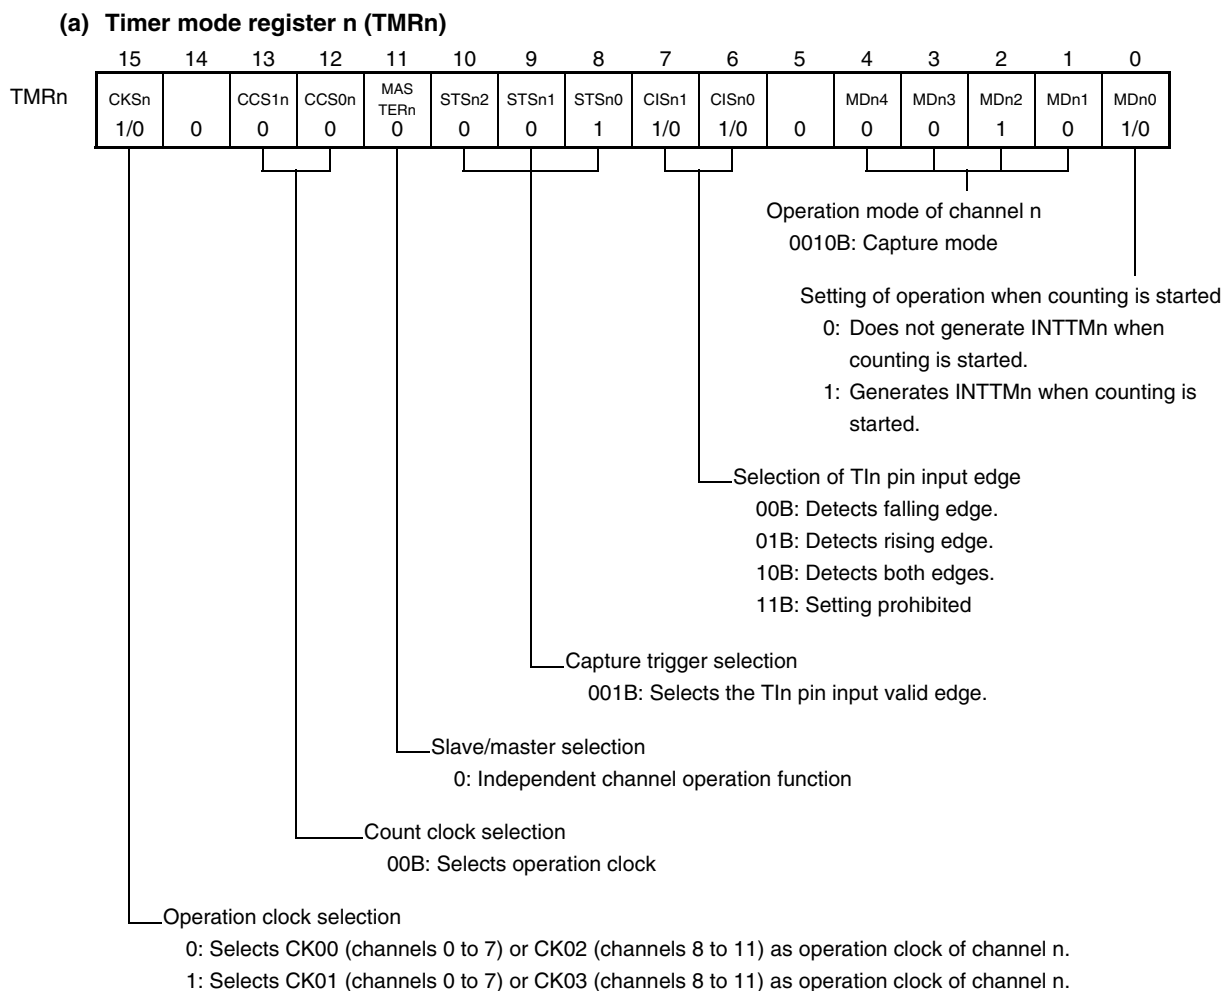 (a) Timer mode register n (TMRn)
15 14 13 12 11 10 9 8 7 6 5 4 3 2 1 0
TMRn
CKSn CCS1n CCS0n MAS TERn STSn2 STSn1 STSn0 CISn1 CISn0 MDn4 MDn3 MDn2 MDn1 MDn0
1/0 0 0 0 0 0 0 1 1/0 1/0 0 0 0 1 0 1/0
Operation mode of channel n
0010B: Capture mode
Setting of operation when counting is started
0: Does not generate INTTMn when
counting is started.
1: Generates INTTMn when counting is
started.
Selection of TIn pin input edge
00B: Detects falling edge.
01B: Detects rising edge.
10B: Detects both edges.
11B: Setting prohibited
Capture trigger selection
001B: Selects the TIn pin input valid edge.
Slave/master selection
0: Independent channel operation function
Count clock selection
00B: Selects operation clock
Operation clock selection
0: Selects CK00 (channels 0 to 7) or CK02 (channels 8 to 11) as operation clock of channel n.
1: Selects CK01 (channels 0 to 7) or CK03 (channels 8 to 11) as operation clock of channel n.